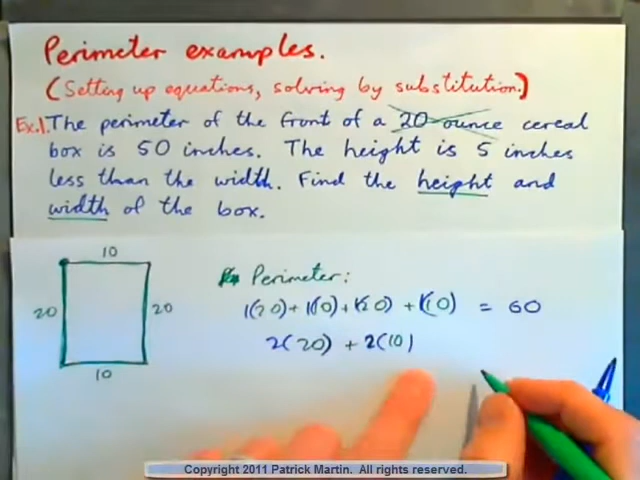 Perimeter examples.
(Setting up equations, solving by substitution.)
Ex.1. The perimeter of the front of a 20 ounce cereal
box is 50 inches. The height is 5 inches
less than the width. Find the height and
width of the box.
10
Perimeter:
20
20
1(20) + 1(10) + 1(20) + 1(10) = 60
2(20) + 2(10)
10
Copyright 2011 Patrick Martin. All rights reserved.